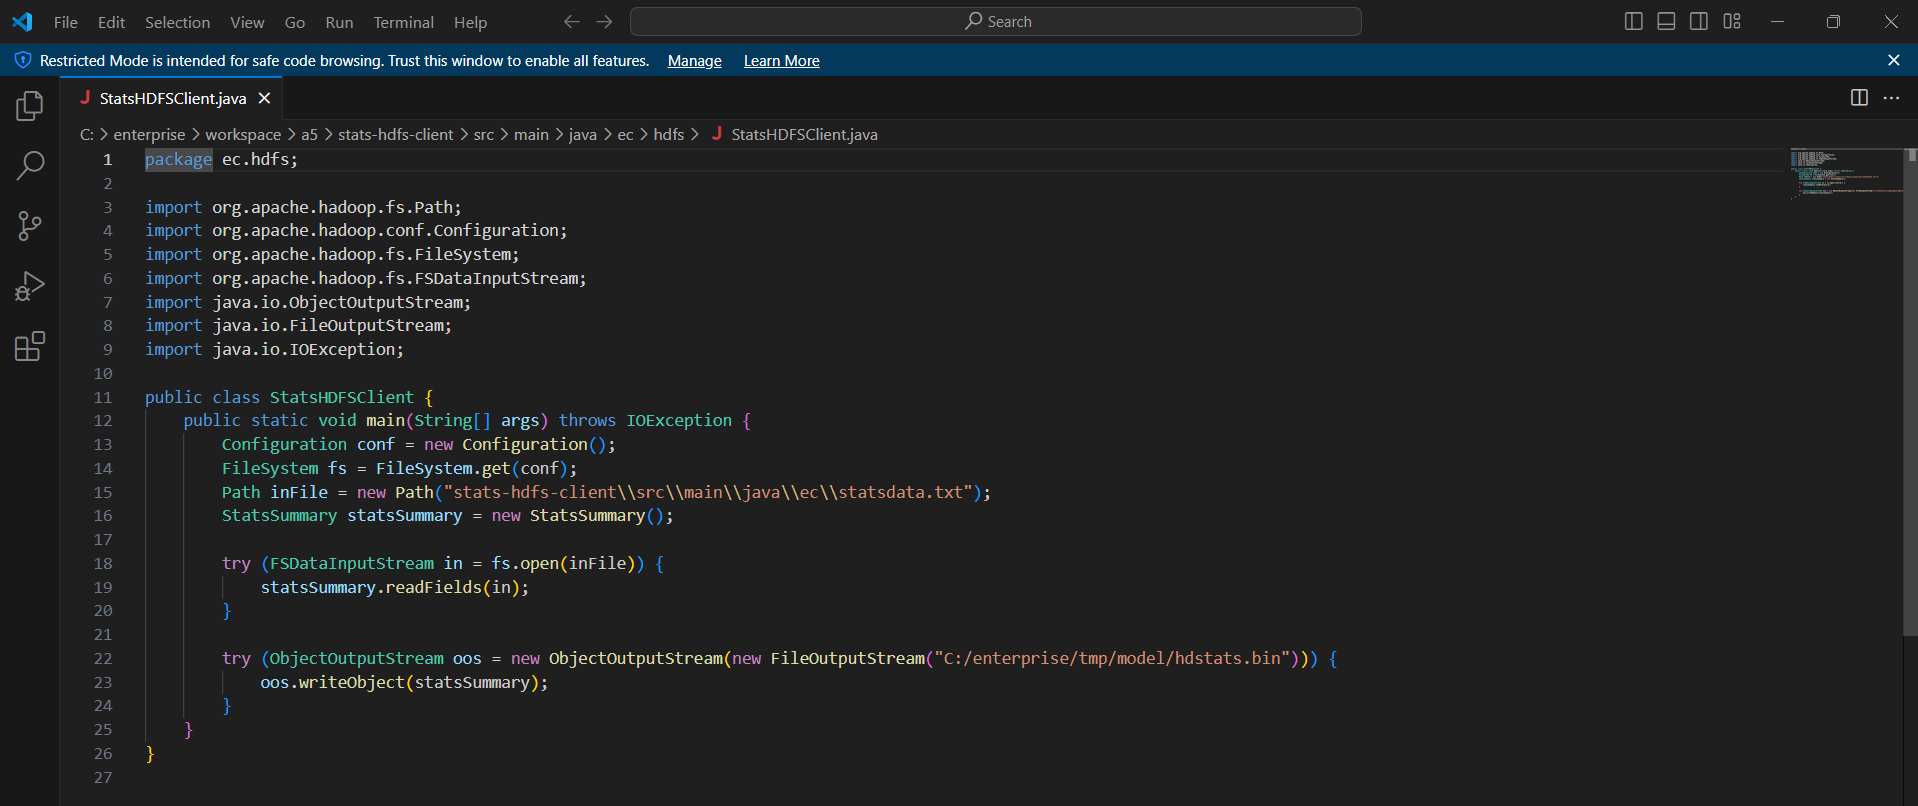 File Edit Selection View Go Run Terminal Help Search
Restricted Mode is intended for safe code browsing. Trust this window to enable all features. Manage Learn More
J StatsHDFSClient.java
C: > enterprise > workspace > a5 > stats-hdfs-client > src > main > java > ec > hdfs > J StatsHDFSClient.java
1 package ec.hdfs;
2
3 import org.apache.hadoop.fs.Path;
4 import org.apache.hadoop.conf.Configuration;
5 import org.apache.hadoop.fs.FileSystem;
6 import org.apache.hadoop.fs.FSDataInputStream;
7 import java.io.ObjectOutputStream;
8 import java.io.FileOutputStream;
9 import java.io.IOException;
10
11 public class StatsHDFSClient {
12     public static void main(String[] args) throws IOException {
13         Configuration conf = new Configuration();
14         FileSystem fs = FileSystem.get(conf);
15         Path inFile = new Path("stats-hdfs-client\\src\\main\\java\\ec\\statsdata.txt");
16         StatsSummary statsSummary = new StatsSummary();
17
18         try (FSDataInputStream in = fs.open(inFile)) {
19             statsSummary.readFields(in);
20         }
21
22         try (ObjectOutputStream oos = new ObjectOutputStream(new FileOutputStream("C:/enterprise/tmp/model/hdstats.bin"))) {
23             oos.writeObject(statsSummary);
24         }
25     }
26 }
27